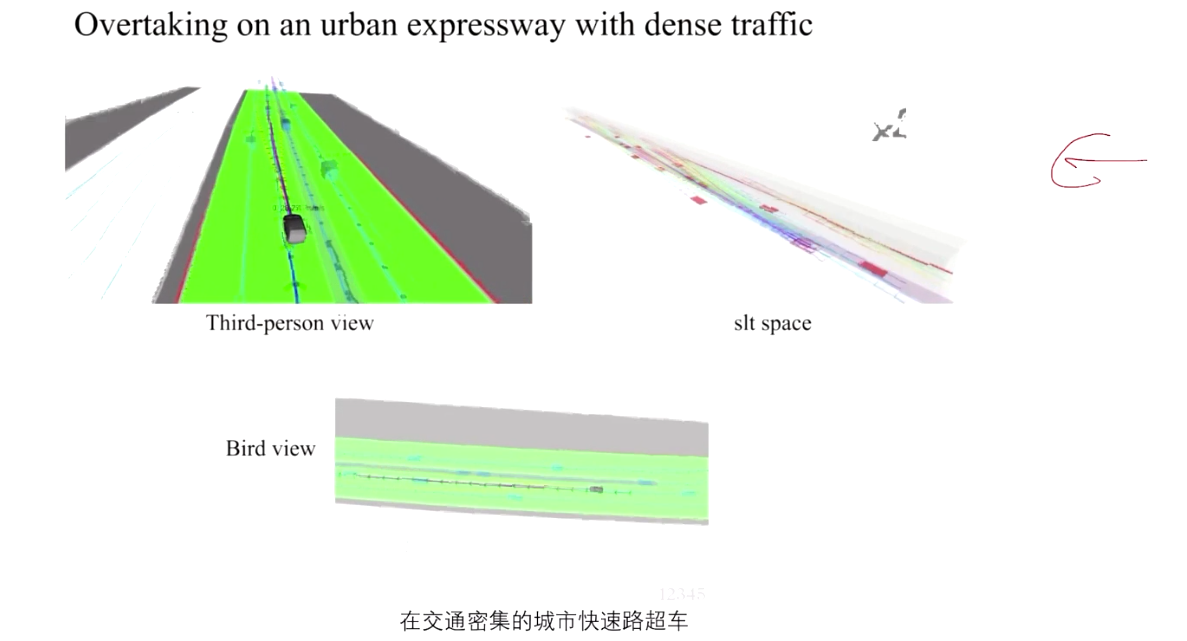 Overtaking on an urban expressway with dense traffic
Third-person view
slt space
Bird view
12345
在交通密集的城市快速路超车